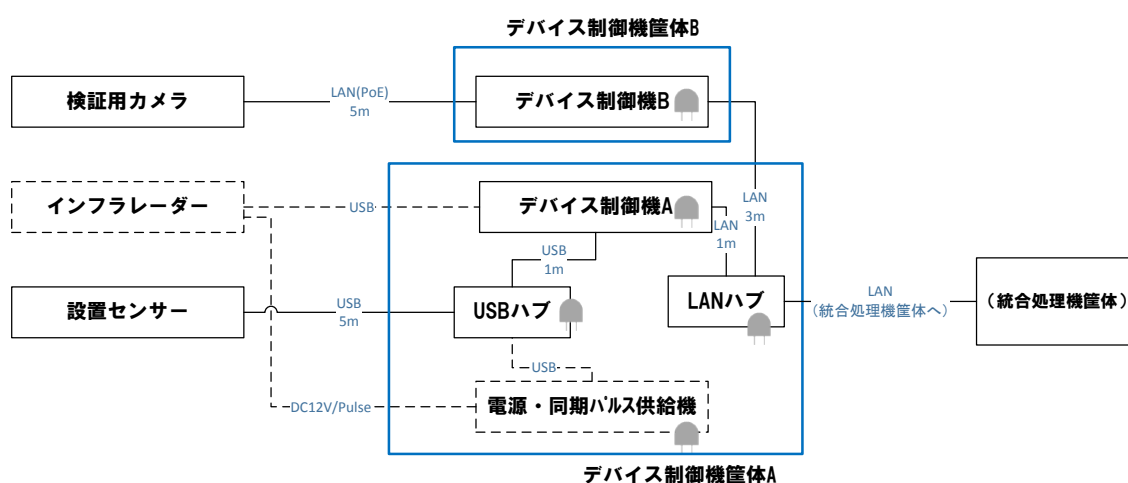 デバイス制御機筐体B
検証用カメラ
LAN(PoE)
5m
デバイス制御機B
インフラレーダー
USB
デバイス制御機A
LAN
1m
LAN
3m
USB
1m
設置センサー
USB
5m
USBハブ
LANハブ
LAN
(統合処理機筐体へ)
(統合処理機筐体)
USB
DC12V/Pulse
電源・同期パルス供給機
デバイス制御機筐体A